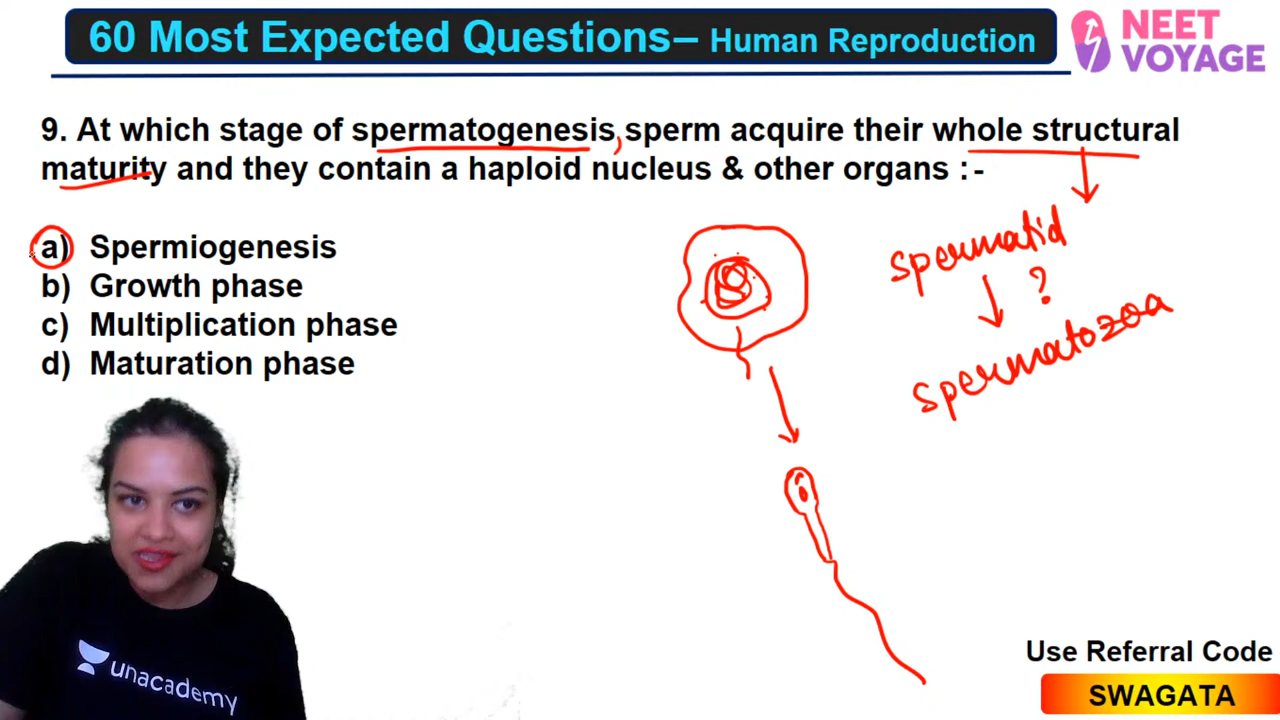 60 Most Expected Questions– Human Reproduction
NEET
VOYAGE
9. At which stage of spermatogenesis, sperm acquire their whole structural
maturity and they contain a haploid nucleus & other organs :-
a) Spermiogenesis
b) Growth phase
c) Multiplication phase
d) Maturation phase
spermatid
?
spermatozoa
unacademy
Use Referral Code
SWAGATA